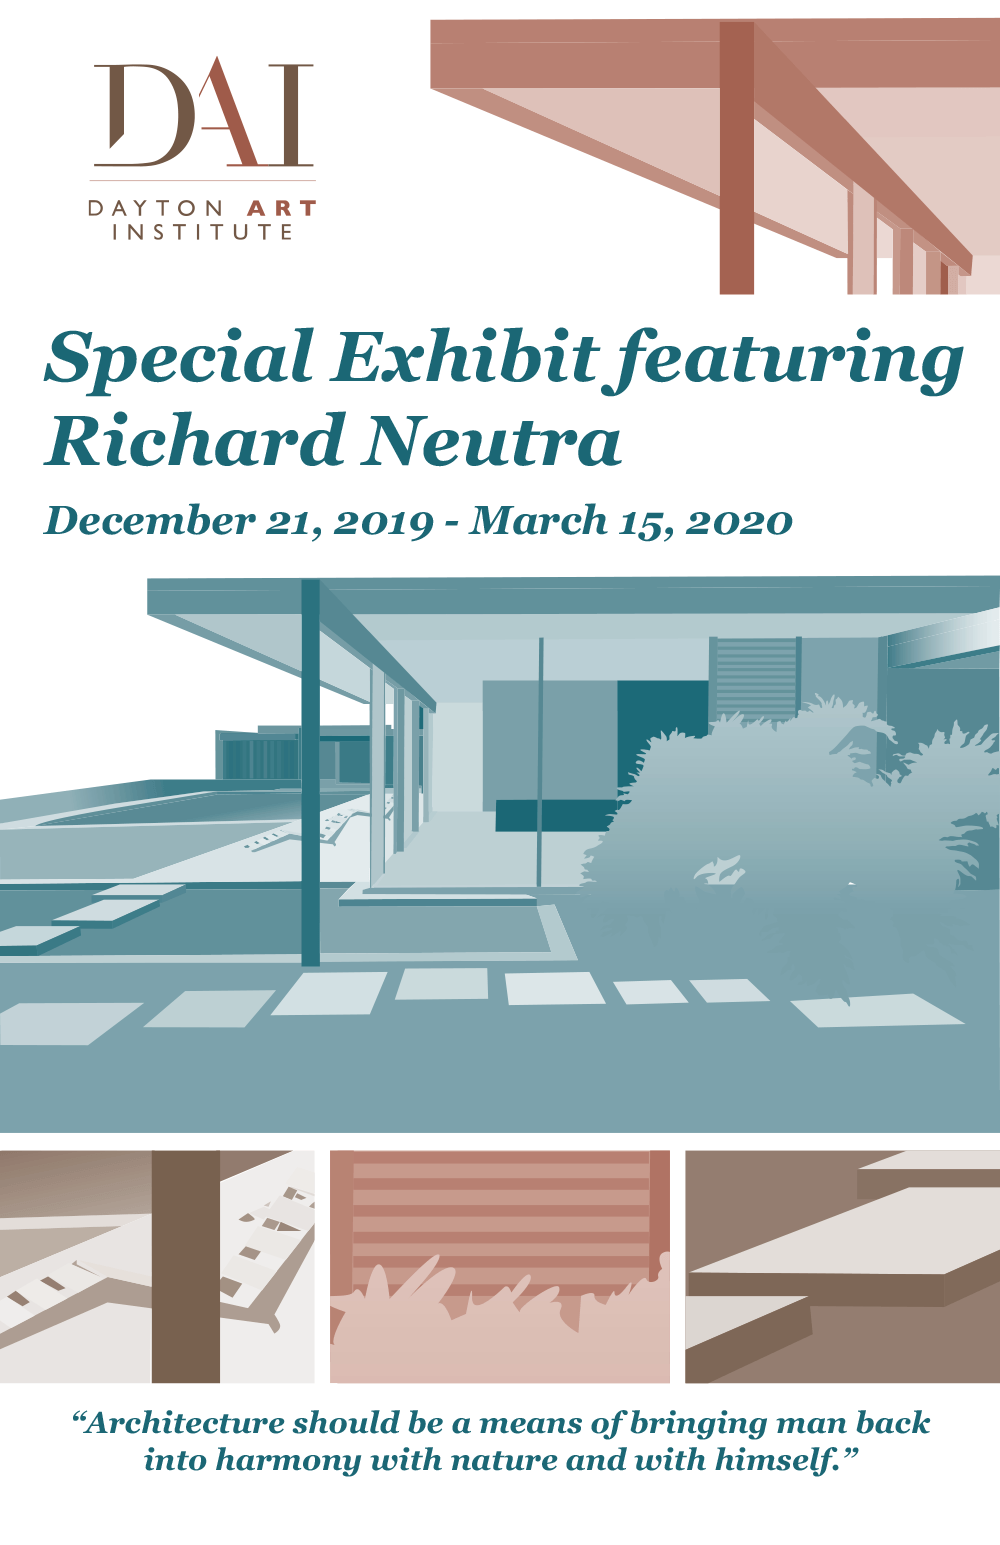 DAI
DAYTON ART
INSTITUTE
Special Exhibit featuring
Richard Neutra
December 21, 2019 - March 15, 2020
“Architecture should be a means of bringing man back
into harmony with nature and with himself.”